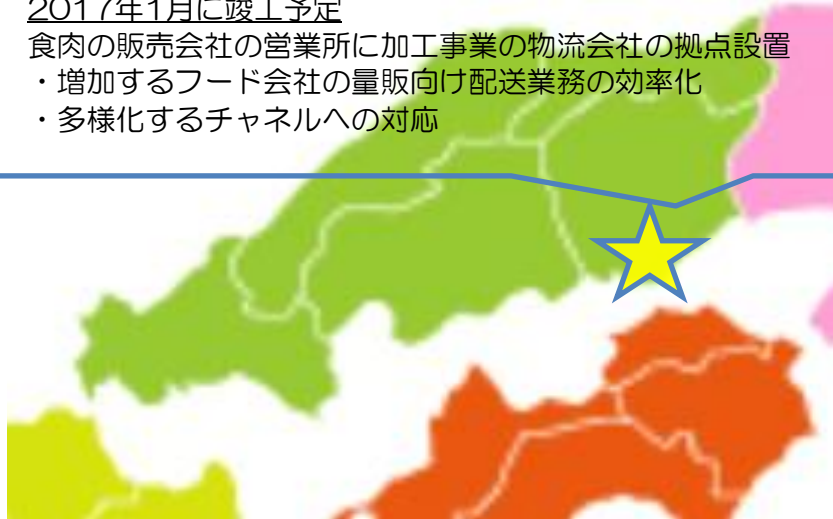 2017年1月に竣工予定
食肉の販売会社の営業所に加工事業の物流会社の拠点設置
・増加するフード会社の量販向け配送業務の効率化
・多様化するチャネルへの対応